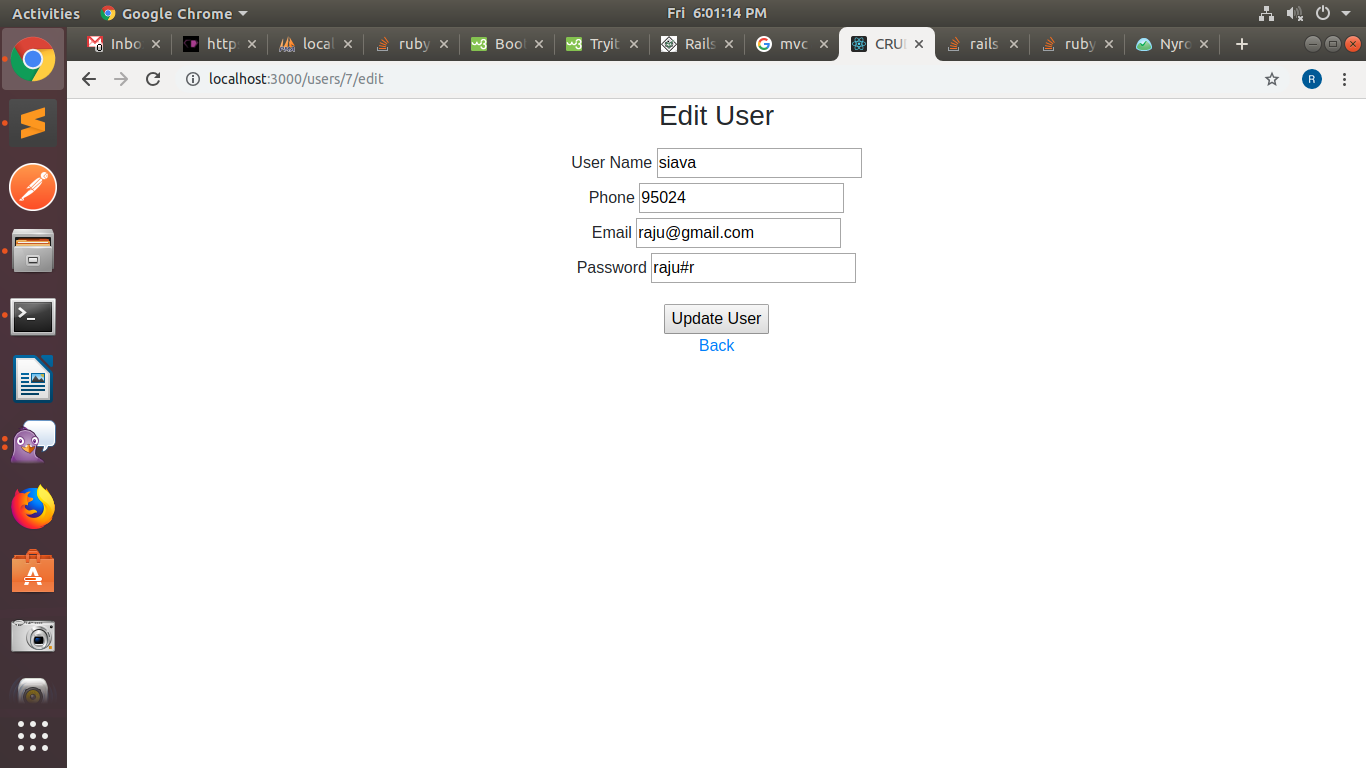 Activities Google Chrome Fri 6:01:14 PM
Inbo http local ruby Boot Tryit Rails mvc CRU ruby rails ruby Nyro
localhost:3000/users/7/edit R
Edit User
User Name siava
Phone 95024
Email raju@gmail.com
Password raju#r
Update User
Back